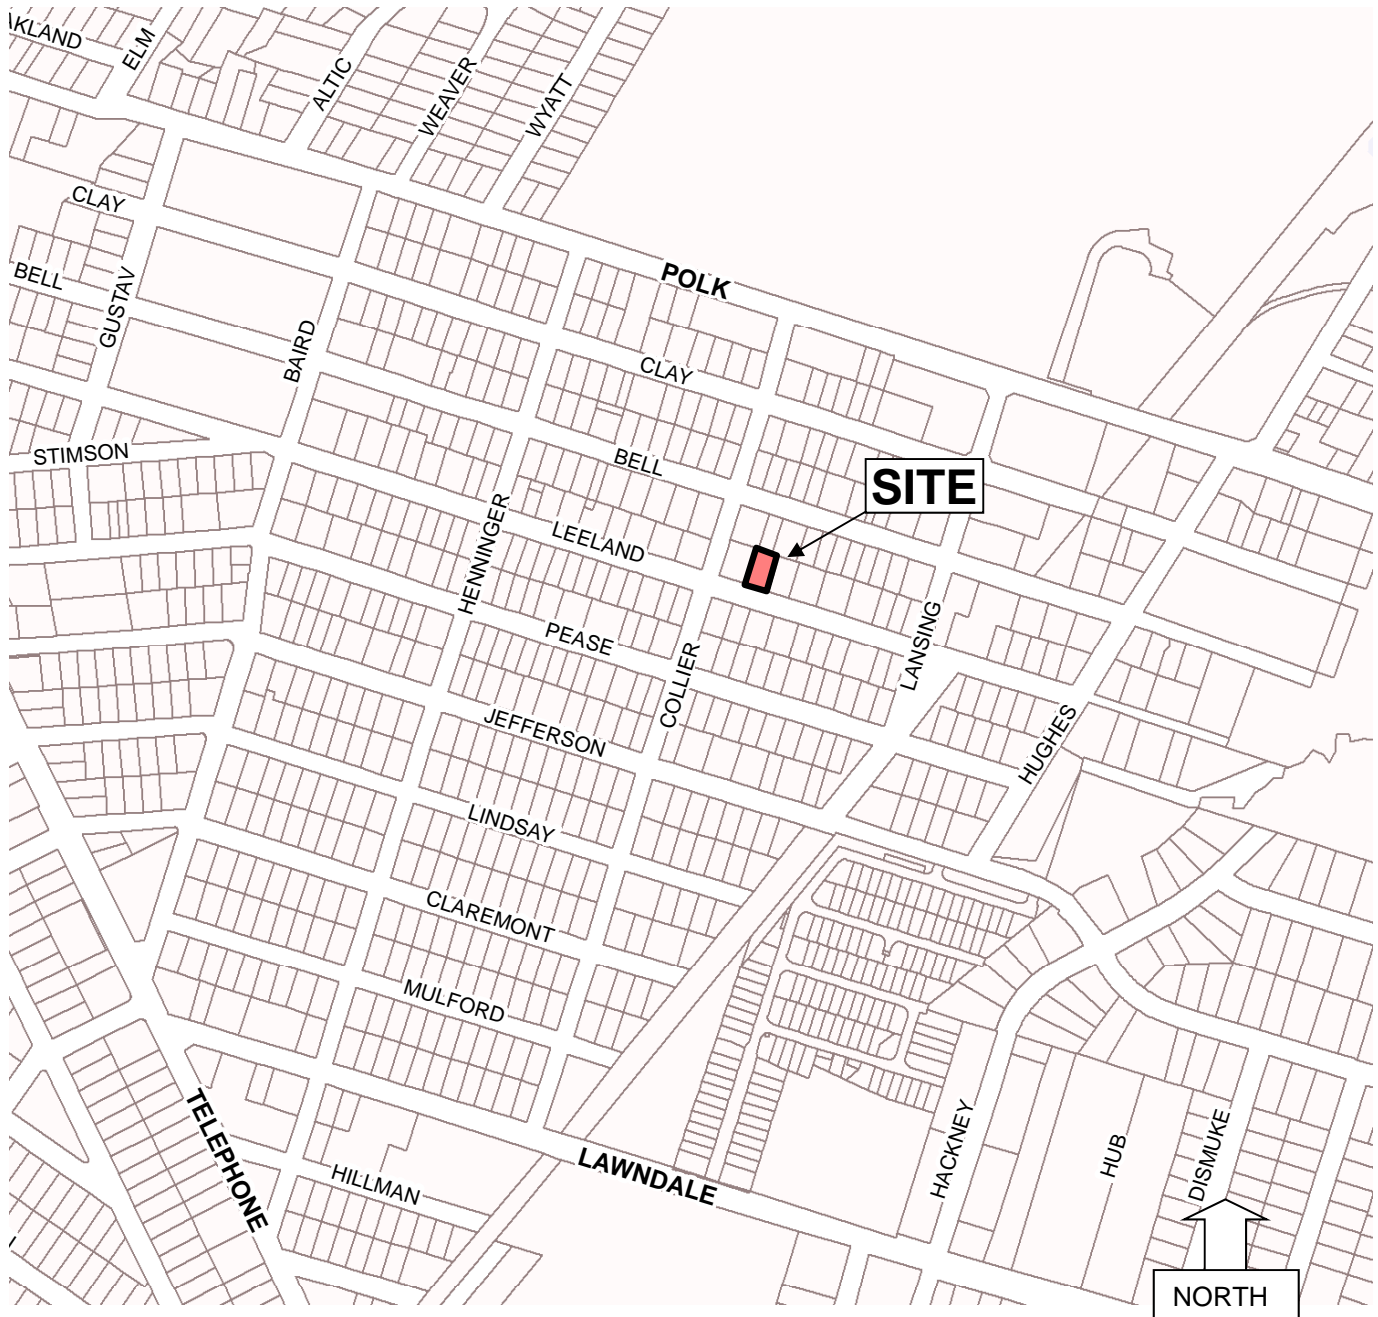 AKLAND
ELM
ALTIC
WEAVER
WYATT
CLAY
BELL
GUSTAV
BAIRD
POLK
CLAY
STIMSON
BELL
SITE
HENNINGER
LEELAND
PEASE
COLLIER
LANSING
JEFFERSON
HUGHES
LINDSAY
CLAREMONT
MULFORD
TELEPHONE
HILLMAN
LAWNDALE
HACKNEY
HUB
DISMUKE
NORTH